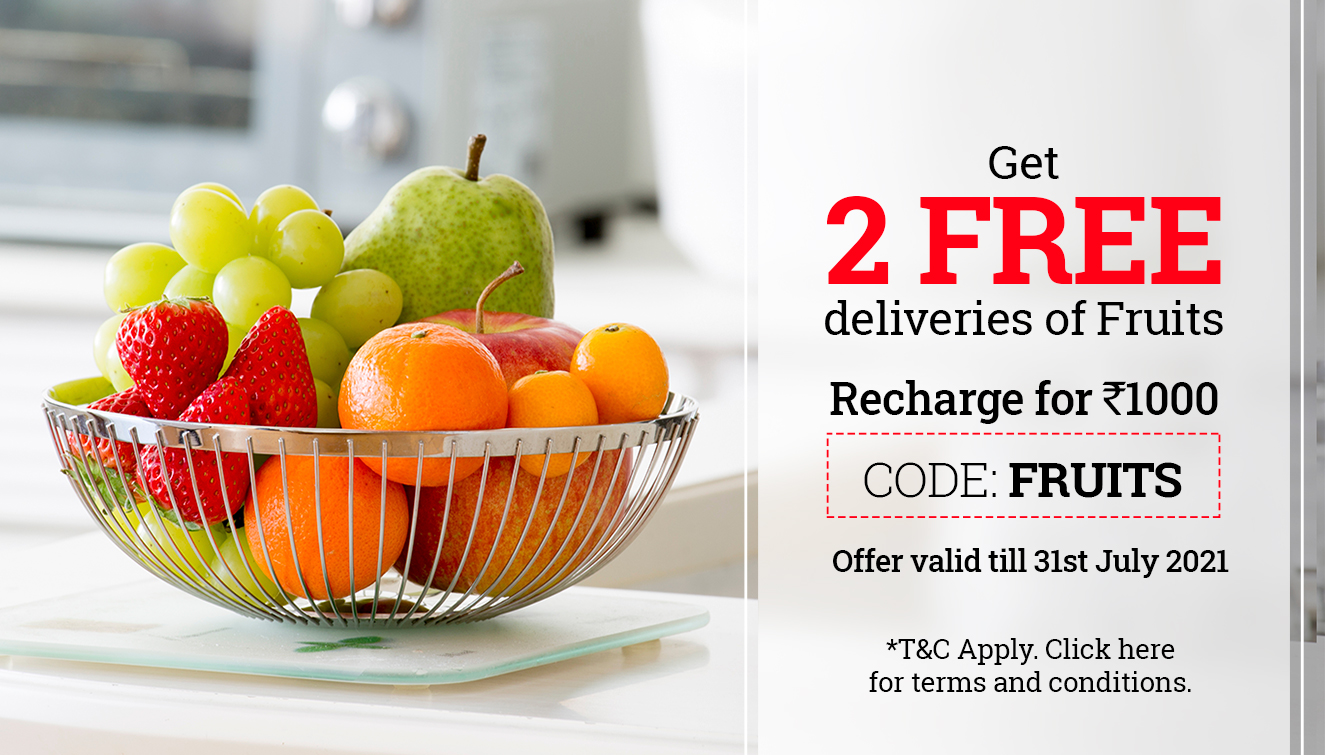 Get
2 FREE
deliveries of Fruits
Recharge for ₹1000
CODE: FRUITS
Offer valid till 31st July 2021
*T&C Apply. Click here
for terms and conditions.